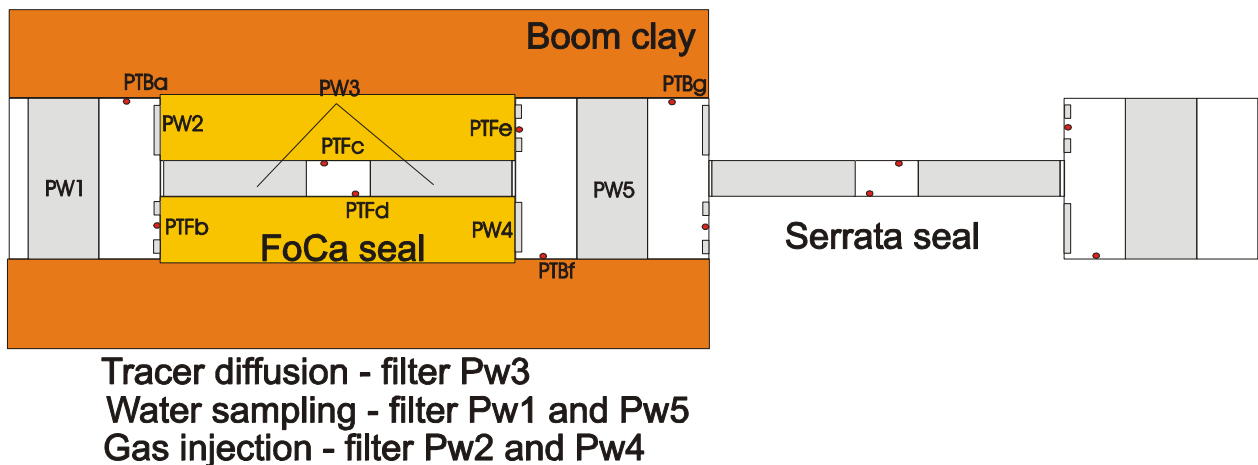 Boom clay
PTBa
PW3
PTBg
PW2
PTFe
PTFc
PW1
PW5
PTFd
PTFb
PW4
FoCa seal
Serrata seal
PTBf
Tracer diffusion - filter Pw3
Water sampling - filter Pw1 and Pw5
Gas injection - filter Pw2 and Pw4